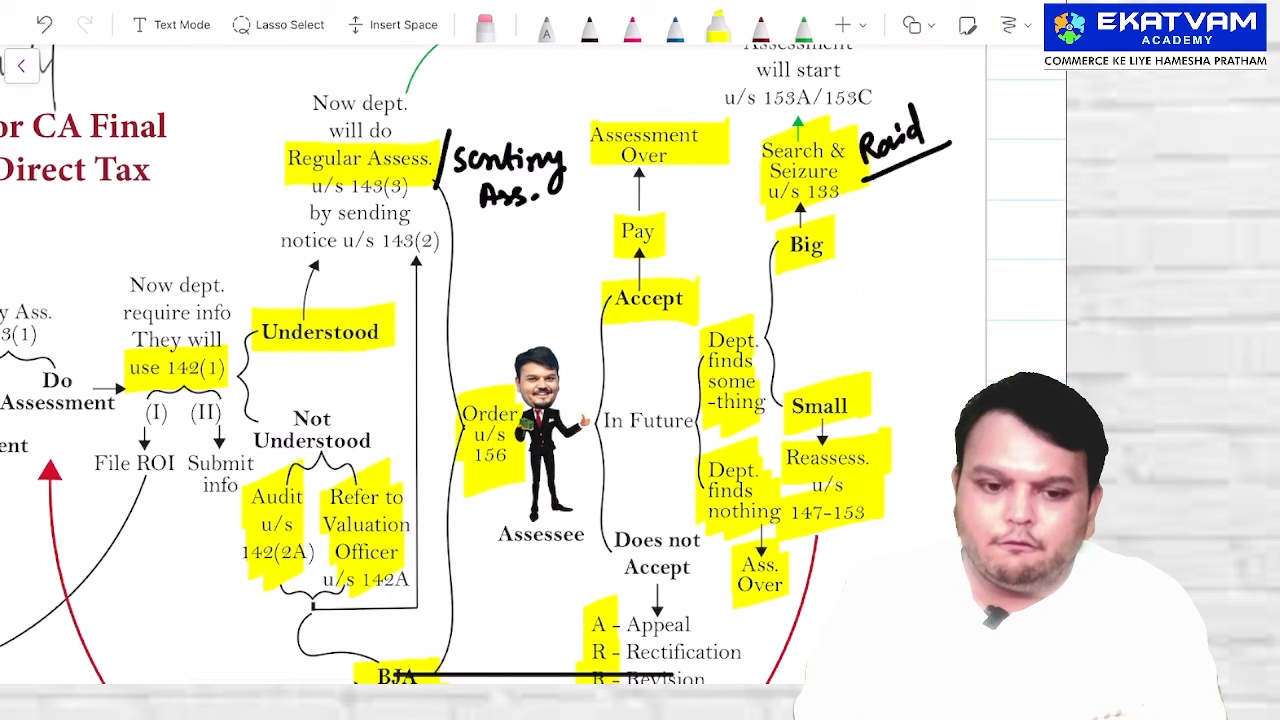 Text Mode
Lasso Select
Insert Space
EKATVAM
ACADEMY
COMMERCE KE LIYE HAMESHA PRATHAM
or CA Final
Direct Tax
Now dept.
will do
Regular Assess.
u/s 143(3)
by sending
notice u/s 143(2)
Ass.
Assessment
Over
Pay
Accept
Assessment
will start
u/s 153A/153C
Search &
Seizure
u/s 133
Raid
Big
y Ass.
3(1)
Do
Assessment
ent
Now dept.
require info
They will
use 142(1)
(I) (II)
File ROI
Submit
info
Understood
Not
Understood
Audit
u/s
142(2A)
Refer to
Valuation
Officer
u/s 142A
BJA
Order
u/s
156
Assessee
In Future
Dept.
finds
some
-thing
Small
Reassess.
u/s
147-153
Dept.
finds
nothing
Ass.
Over
Does not
Accept
A - Appeal
R - Rectification
R - Revision